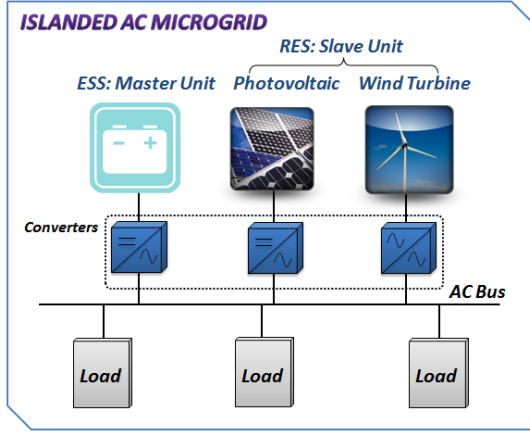 ISLANDED AC MICROGRID
RES: Slave Unit
ESS: Master Unit Photovoltaic Wind Turbine
Converters
AC Bus
Load Load Load